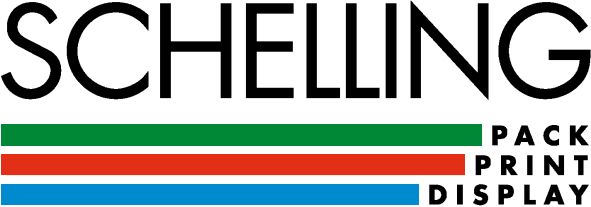 SCHELLING
PACK
PRINT
DISPLAY